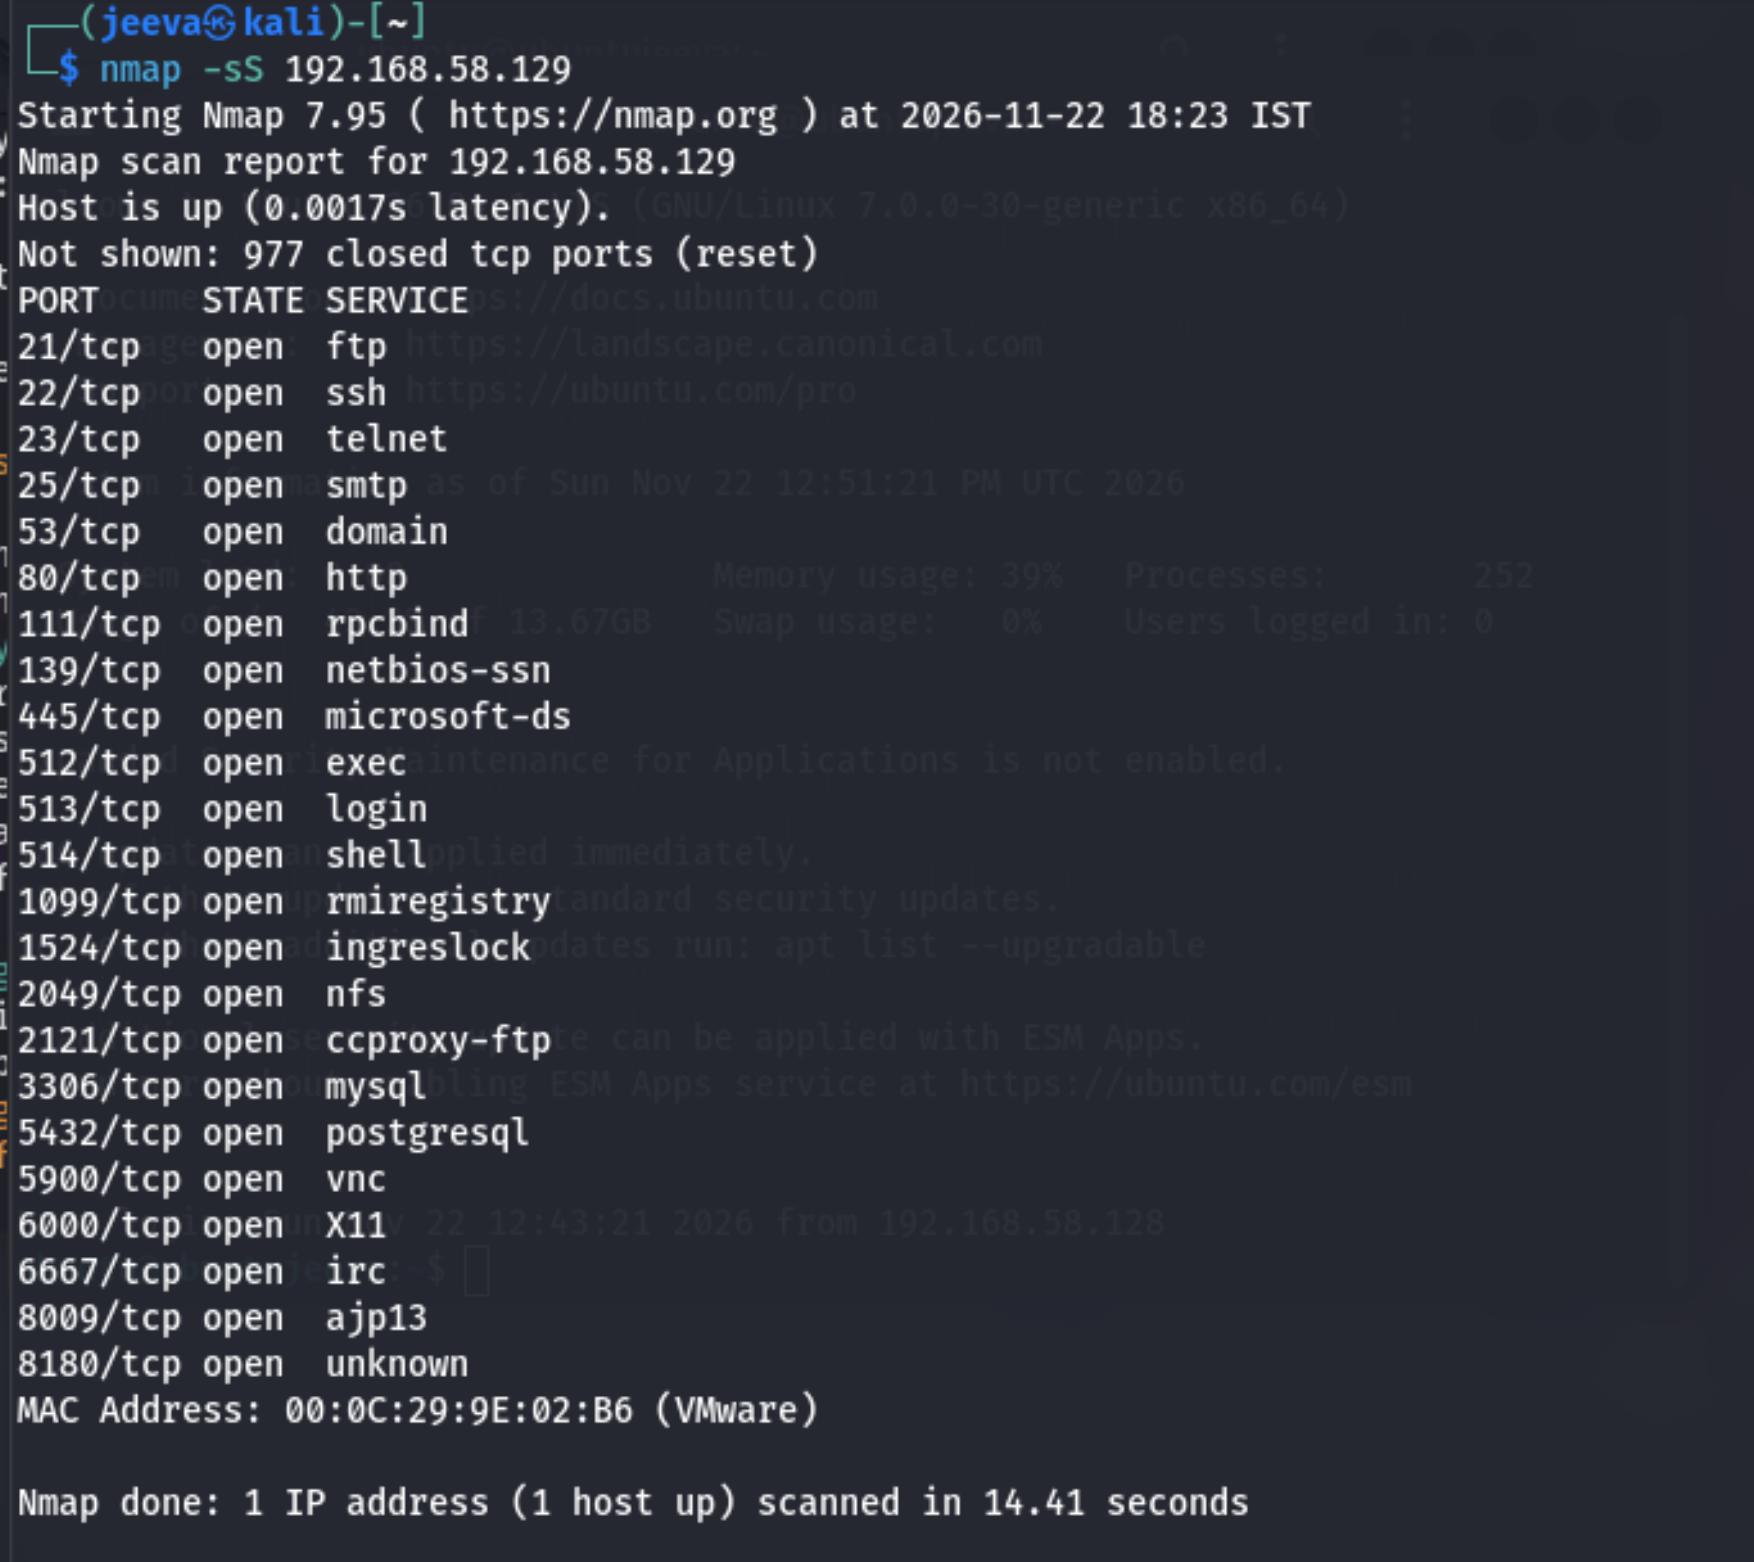 (jeeva㉿kali)-[~]
$ nmap -sS 192.168.58.129
Starting Nmap 7.95 ( https://nmap.org ) at 2026-11-22 18:23 IST
Nmap scan report for 192.168.58.129
Host is up (0.0017s latency).
Not shown: 977 closed tcp ports (reset)
PORT     STATE SERVICE
21/tcp   open  ftp
22/tcp   open  ssh
23/tcp   open  telnet
25/tcp   open  smtp
53/tcp   open  domain
80/tcp   open  http
111/tcp  open  rpcbind
139/tcp  open  netbios-ssn
445/tcp  open  microsoft-ds
512/tcp  open  exec
513/tcp  open  login
514/tcp  open  shell
1099/tcp open  rmiregistry
1524/tcp open  ingreslock
2049/tcp open  nfs
2121/tcp open  ccproxy-ftp
3306/tcp open  mysql
5432/tcp open  postgresql
5900/tcp open  vnc
6000/tcp open  X11
6667/tcp open  irc
8009/tcp open  ajp13
8180/tcp open  unknown
MAC Address: 00:0C:29:9E:02:B6 (VMware)
Nmap done: 1 IP address (1 host up) scanned in 14.41 seconds